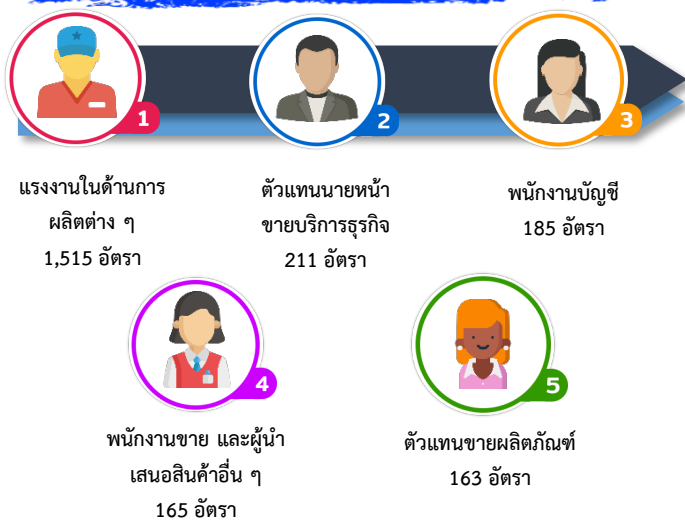 1
2
3
แรงงานในด้านการ
ผลิตต่าง ๆ
1,515 อัตรา
ตัวแทนนายหน้า
ขายบริการธุรกิจ
211 อัตรา
พนักงานบัญชี
185 อัตรา
4
5
พนักงานขาย และผู้นำ
เสนอสินค้าอื่น ๆ
165 อัตรา
ตัวแทนขายผลิตภัณฑ์
163 อัตรา